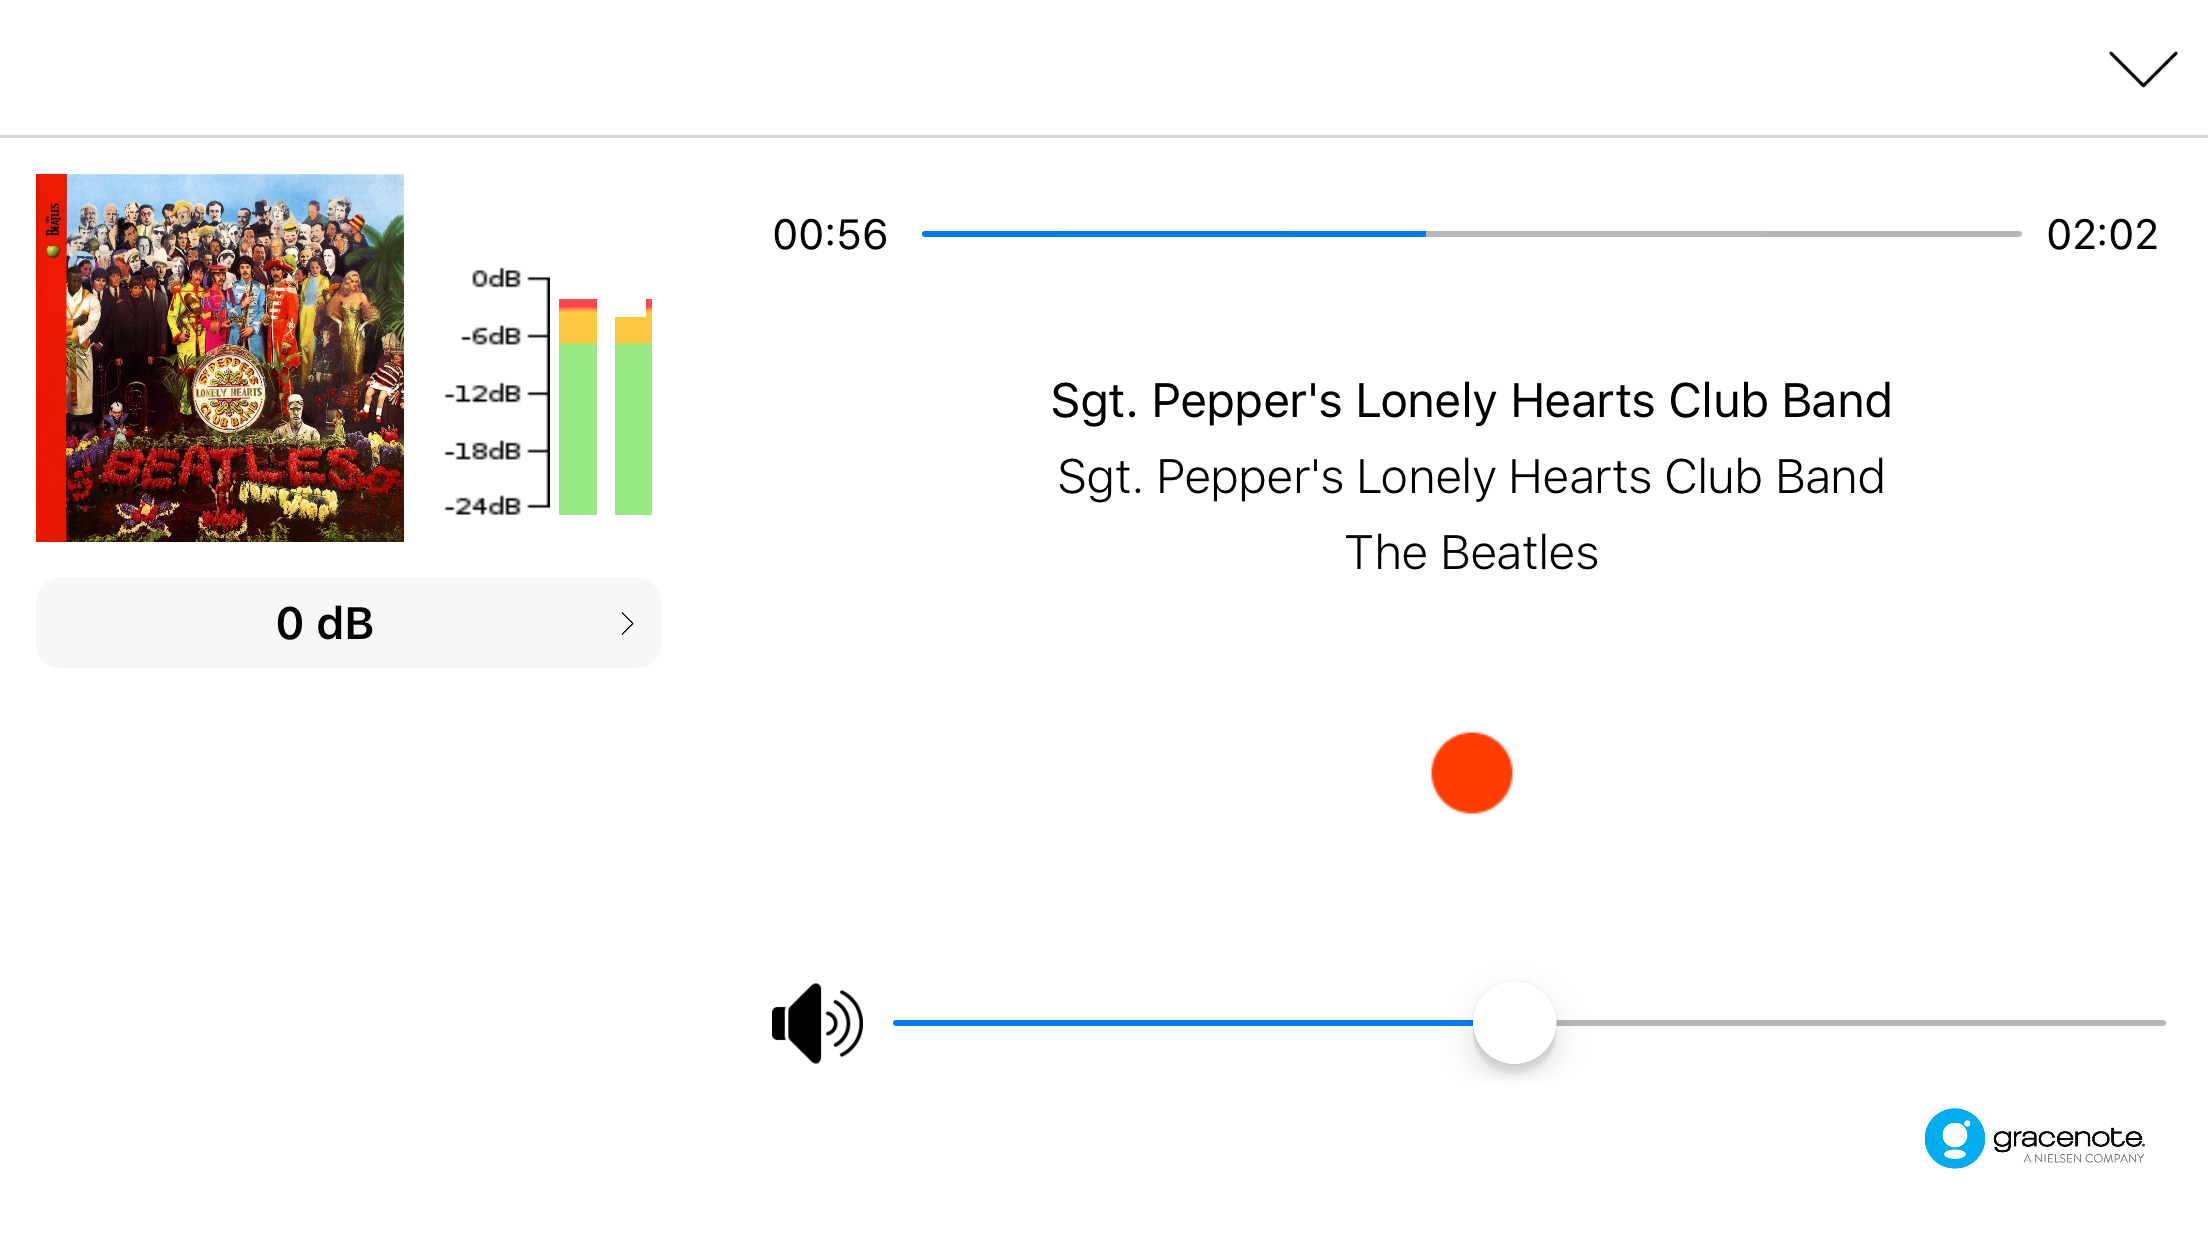 THE BEATLES
SGT. PEPPERS
LONELY HEARTS
CLUB BAND
BEATLES
0dB
-6dB
-12dB
-18dB
-24dB
0 dB
00:56
02:02
Sgt. Pepper's Lonely Hearts Club Band
Sgt. Pepper's Lonely Hearts Club Band
The Beatles
gracenote.
A NIELSEN COMPANY